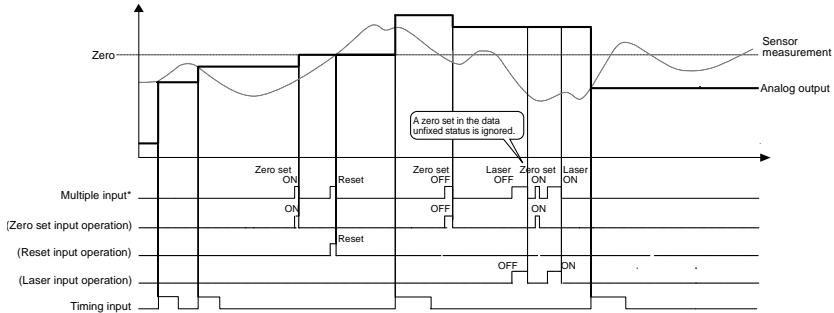 Zero
Sensor
measurement
Analog output
A zero set in the data
unfixed status is ignored.
Zero set
ON
Reset
Zero set
OFF
Laser
OFF
Zero set
ON
Laser
ON
Multiple input*
ON
OFF
ON
(Zero set input operation)
Reset
(Reset input operation)
OFF
ON
(Laser input operation)
Timing input